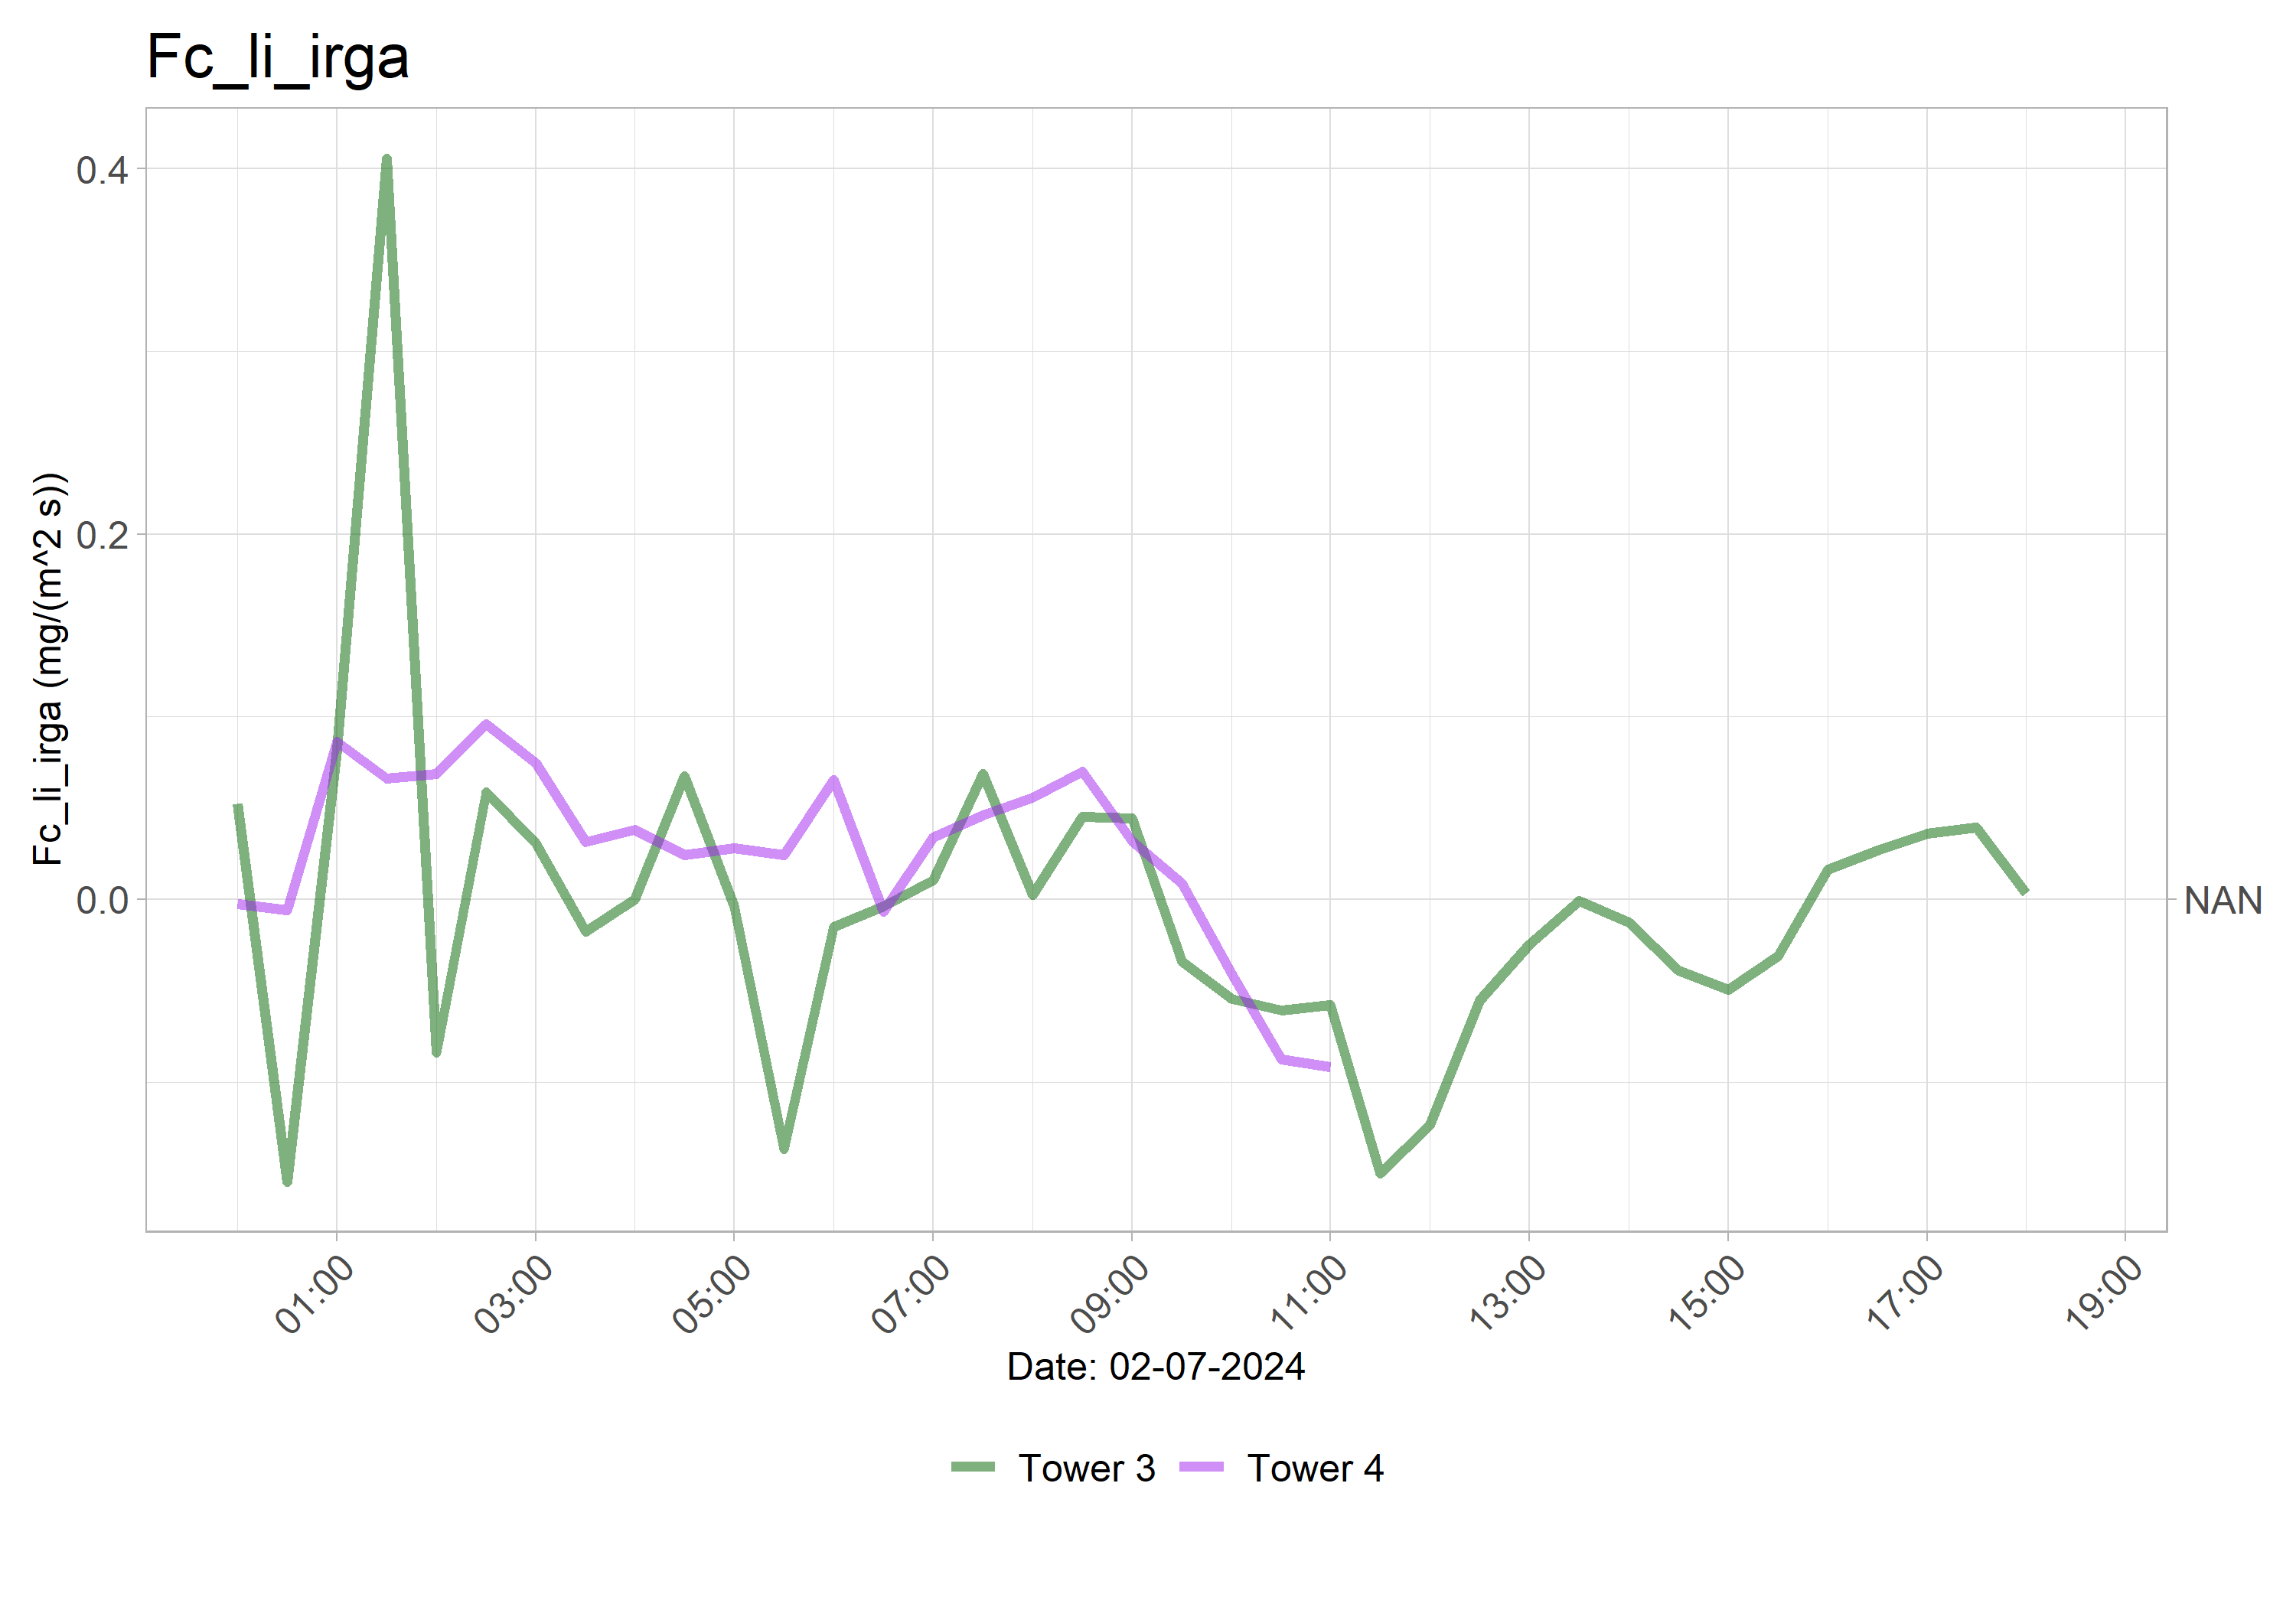 Fc_li_irga
Fc_li_irga (mg/(m^2 s))
0.4
0.2
0.0
NAN
01:00
03:00
05:00
07:00
09:00
11:00
13:00
15:00
17:00
19:00
Date: 02-07-2024
Tower 3
Tower 4